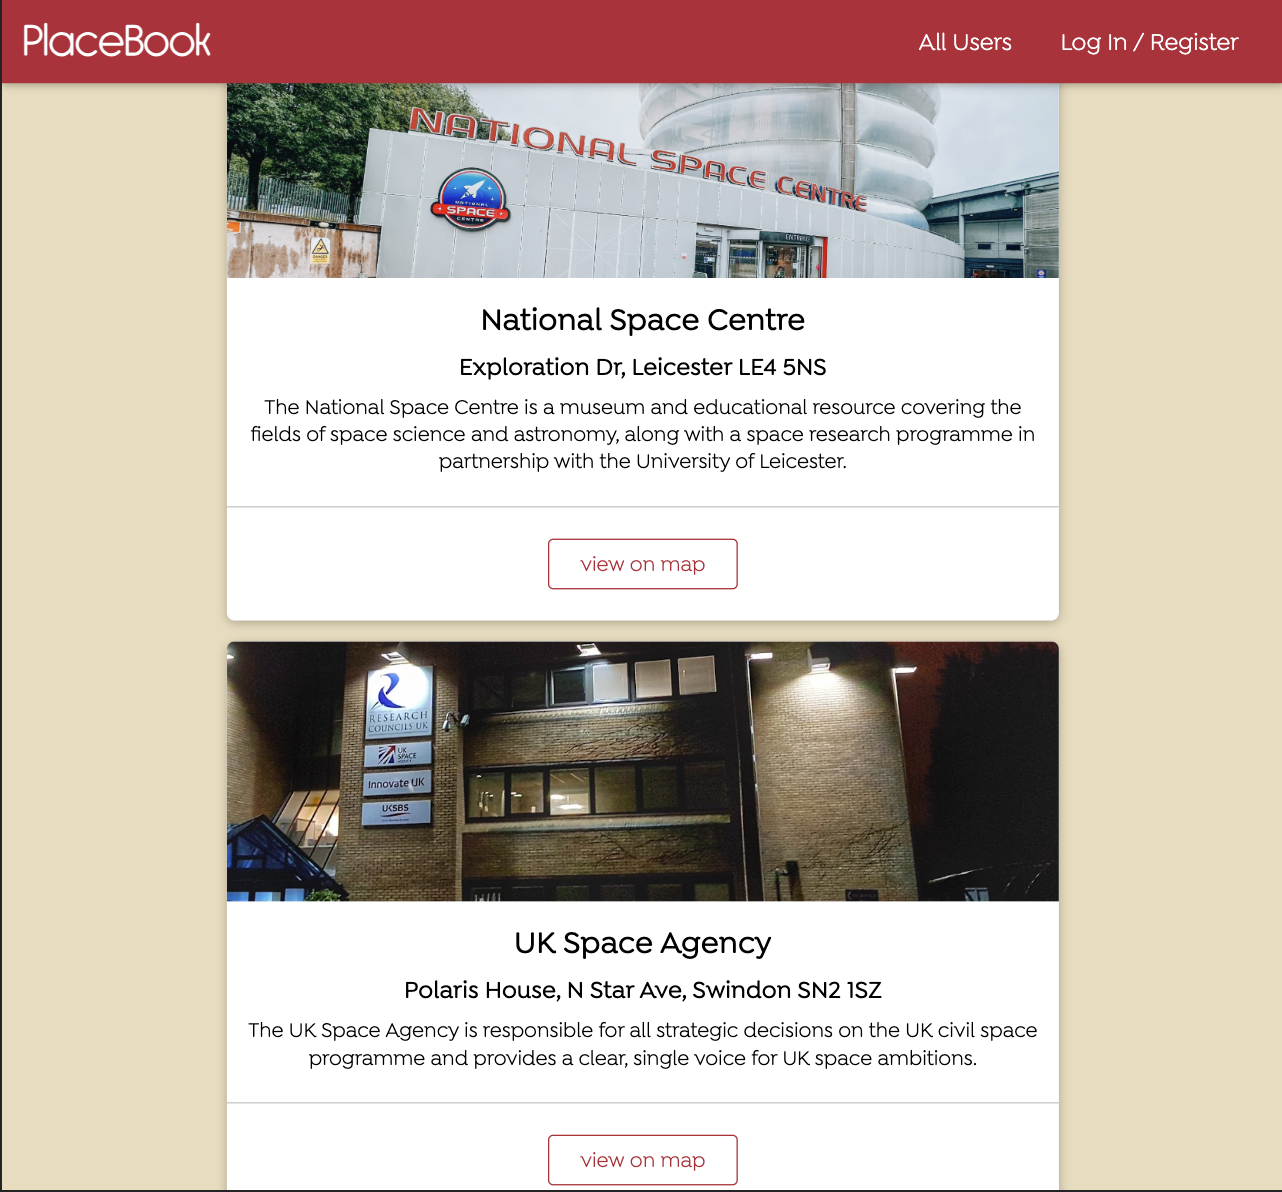 PlaceBook
All Users
Log In / Register
NATIONAL SPACE CENTRE
NATIONAL
SPACE
CENTRE
ENTRANCE
DANGER
National Space Centre
Exploration Dr, Leicester LE4 5NS
The National Space Centre is a museum and educational resource covering the
fields of space science and astronomy, along with a space research programme in
partnership with the University of Leicester.
view on map
RESEARCH
COUNCILS UK
UK
SPACE
AGENCY
Innovate UK
UKSBS
UK Space Agency
Polaris House, N Star Ave, Swindon SN2 1SZ
The UK Space Agency is responsible for all strategic decisions on the UK civil space
programme and provides a clear, single voice for UK space ambitions.
view on map